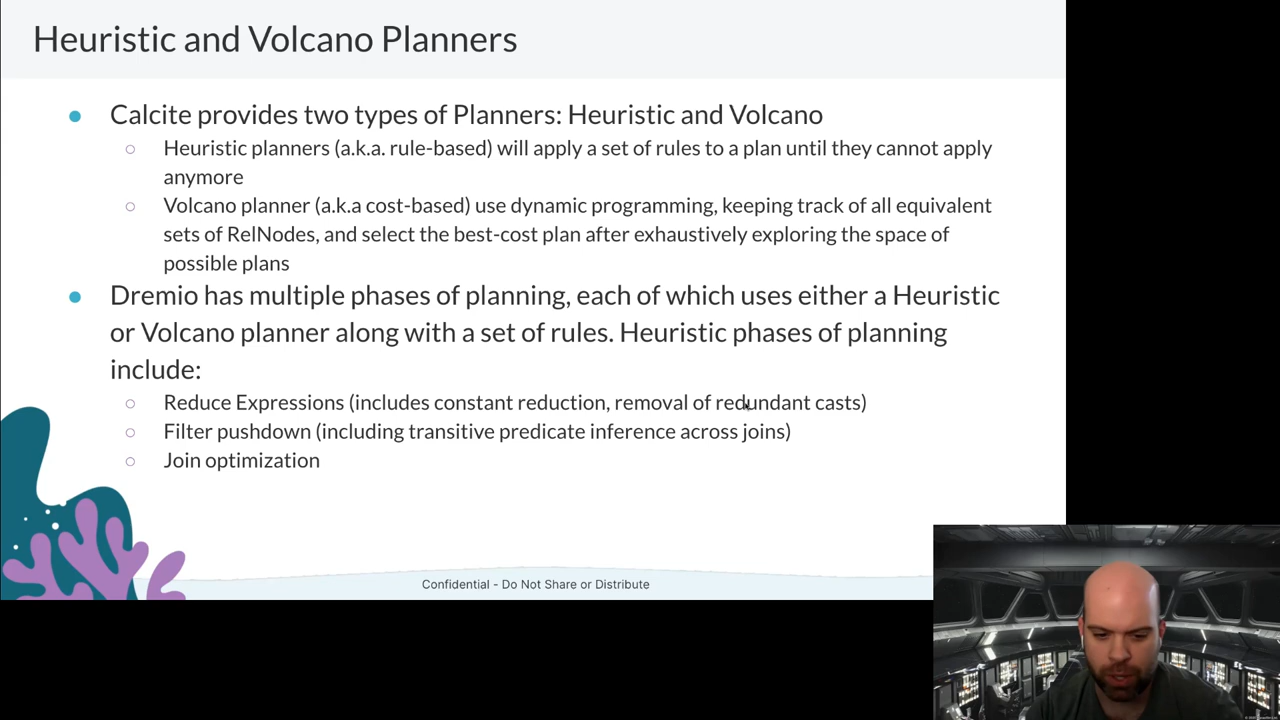 Heuristic and Volcano Planners
● Calcite provides two types of Planners: Heuristic and Volcano
○ Heuristic planners (a.k.a. rule-based) will apply a set of rules to a plan until they cannot apply
anymore
○ Volcano planner (a.k.a cost-based) use dynamic programming, keeping track of all equivalent
sets of RelNodes, and select the best-cost plan after exhaustively exploring the space of
possible plans
● Dremio has multiple phases of planning, each of which uses either a Heuristic
or Volcano planner along with a set of rules. Heuristic phases of planning
include:
○ Reduce Expressions (includes constant reduction, removal of redundant casts)
○ Filter pushdown (including transitive predicate inference across joins)
○ Join optimization
Confidential - Do Not Share or Distribute